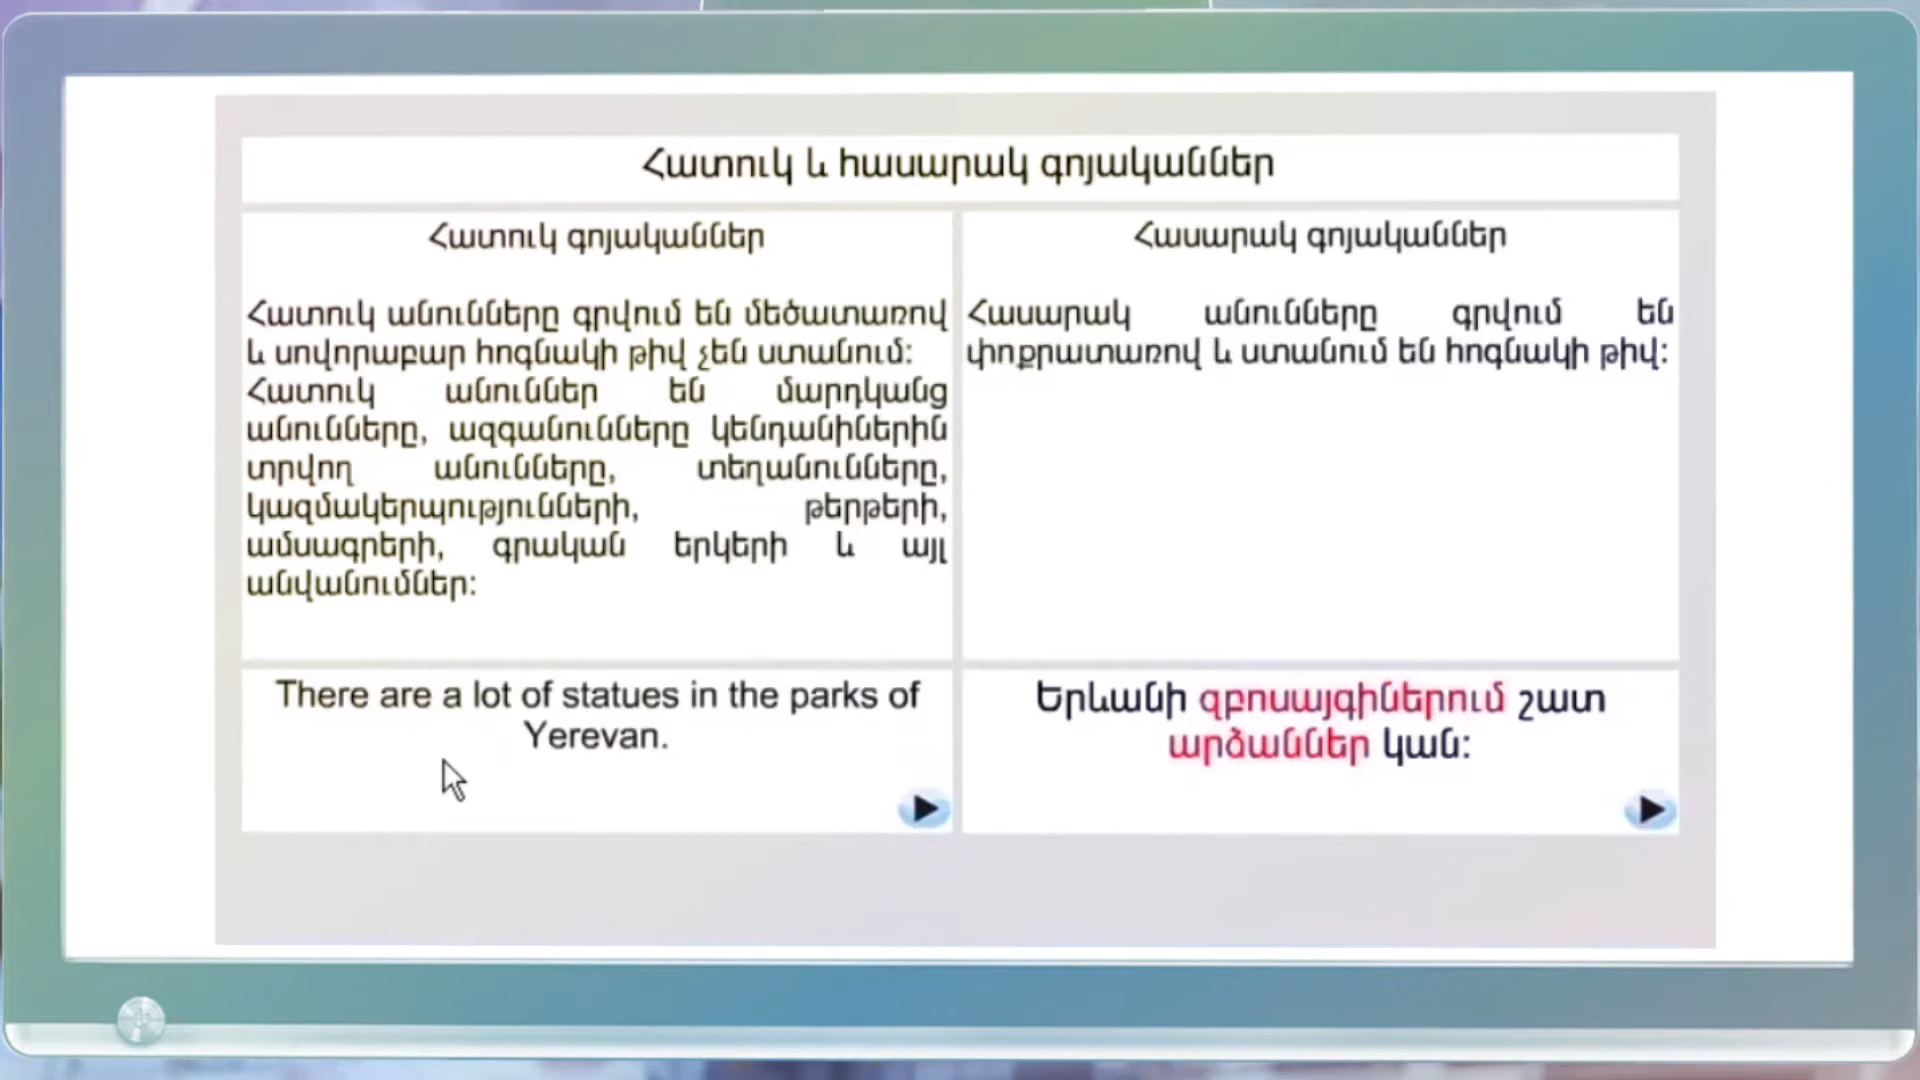 Հատուկ և հասարակ գոյականներ
Հատուկ գոյականներ
Հատուկ անունները գրվում են մեծատառով
և սովորաբար հոգնակի թիվ չեն ստանում:
Հատուկ անուններ են մարդկանց
անունները, ազգանունները կենդանիներին
տրվող անունները, տեղանունները,
կազմակերպությունների, թերթերի,
ամսագրերի, գրական երկերի և այլ
անվանումներ:
Հասարակ գոյականներ
Հասարակ անունները գրվում են
փոքրատառով և ստանում են հոգնակի թիվ:
There are a lot of statues in the parks of
Yerevan.
Երևանի զբոսայգիներում շատ
արձաններ կան: